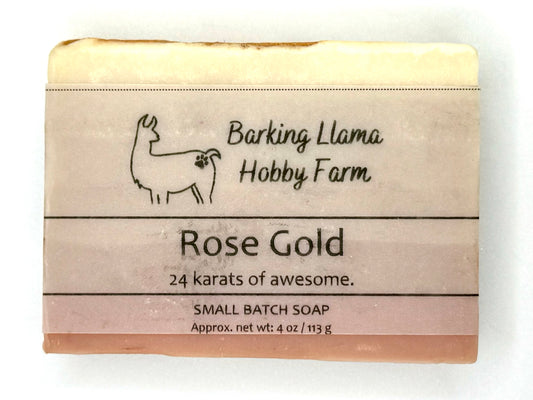 Barking Llama
Hobby Farm
Rose Gold
24 karats of awesome.
SMALL BATCH SOAP
Approx. net wt: 4 oz / 113 g